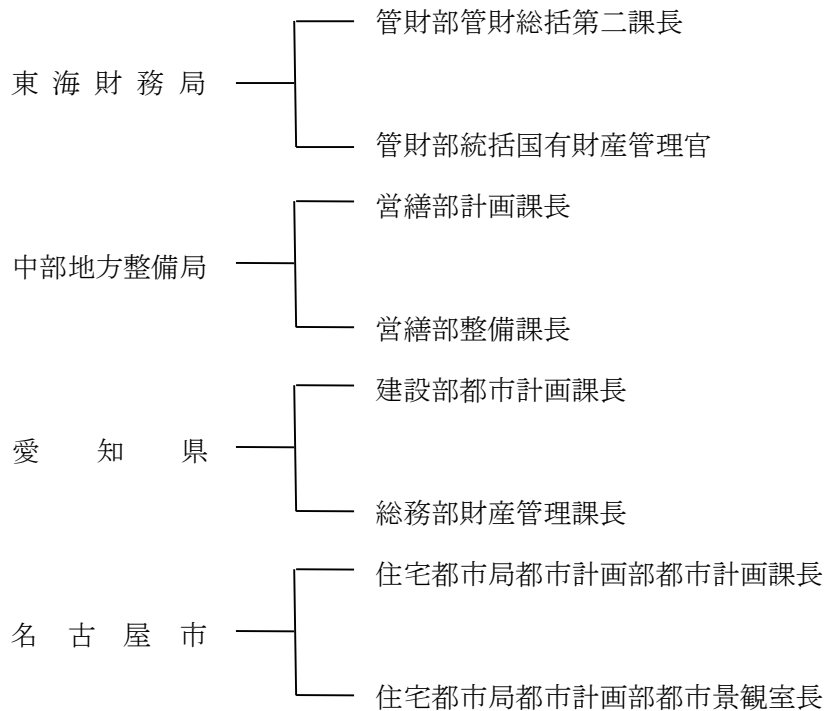 管財部管財総括第二課長
東海財務局
管財部統括国有財産管理官
営繕部計画課長
中部地方整備局
営繕部整備課長
建設部都市計画課長
愛知県
総務部財産管理課長
住宅都市局都市計画部都市計画課長
名古屋市
住宅都市局都市計画部都市景観室長